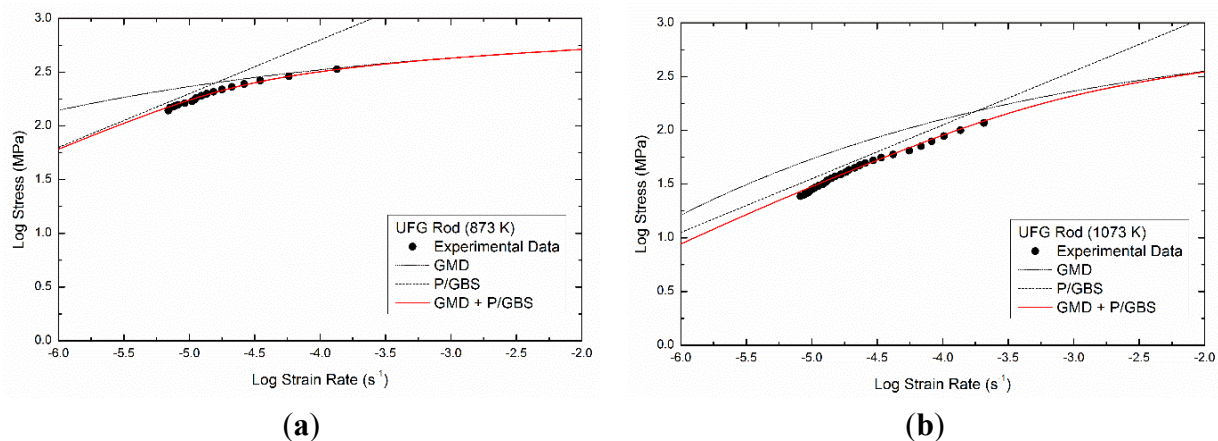 3.0
2.5
2.0
1.5
1.0
0.5
0.0
Log Stress (MPa)
-6.0 -5.5 -5.0 -4.5 -4.0 -3.5 -3.0 -2.5 -2.0
Log Strain Rate (s⁻¹)
UFG Rod (873 K)
Experimental Data
GMD
P/GBS
GMD + P/GBS
(a)
3.0
2.5
2.0
1.5
1.0
0.5
0.0
Log Stress (MPa)
-6.0 -5.5 -5.0 -4.5 -4.0 -3.5 -3.0 -2.5 -2.0
Log Strain Rate (s⁻¹)
UFG Rod (1073 K)
Experimental Data
GMD
P/GBS
GMD + P/GBS
(b)